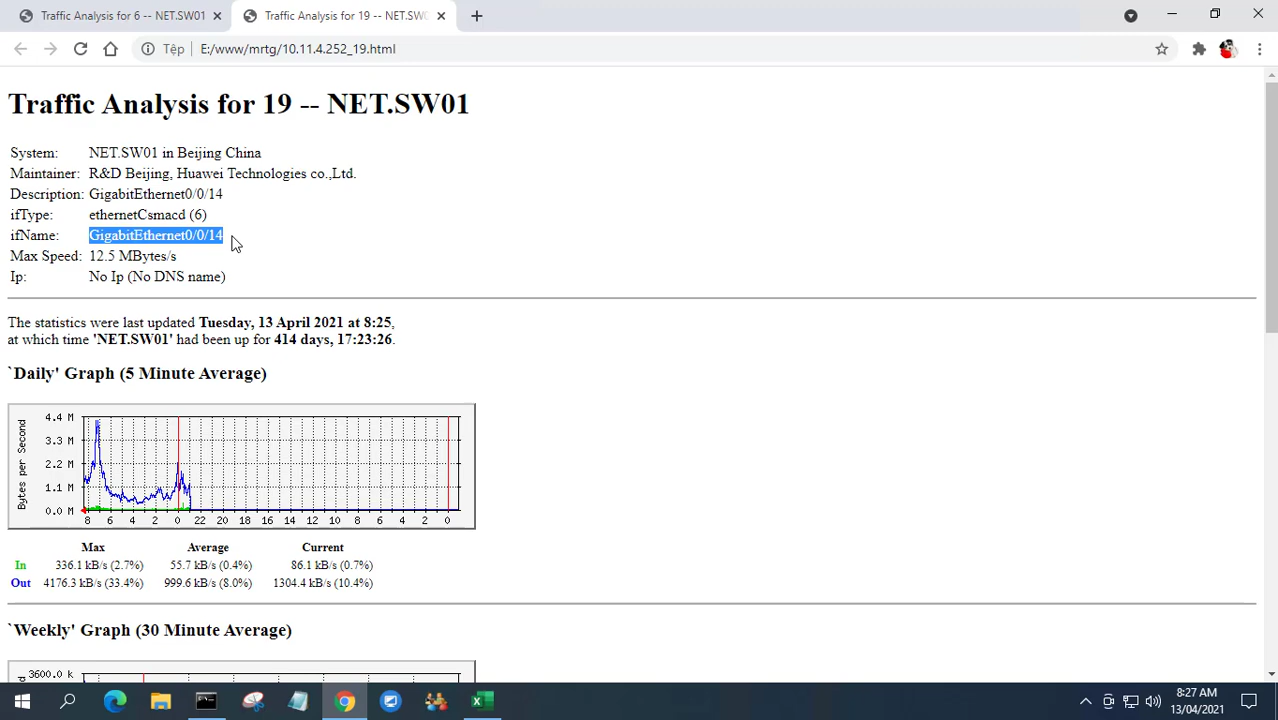 Traffic Analysis for 6 -- NET.SW01
Traffic Analysis for 19 -- NET.SW
Tệp
E:/www/mrtg/10.11.4.252_19.html
Traffic Analysis for 19 -- NET.SW01
System: NET.SW01 in Beijing China
Maintainer: R&D Beijing, Huawei Technologies co.,Ltd.
Description: GigabitEthernet0/0/14
ifType: ethernetCsmacd (6)
ifName: GigabitEthernet0/0/14
Max Speed: 12.5 MBytes/s
Ip: No Ip (No DNS name)
The statistics were last updated Tuesday, 13 April 2021 at 8:25,
at which time 'NET.SW01' had been up for 414 days, 17:23:26.
`Daily' Graph (5 Minute Average)
Bytes per Second
4.4 M
3.3 M
2.2 M
1.1 M
0.0 M
8 6 4 2 0 22 20 18 16 14 12 10 8 6 4 2 0
Max Average Current
In 336.1 kB/s (2.7%) 55.7 kB/s (0.4%) 86.1 kB/s (0.7%)
Out 4176.3 kB/s (33.4%) 999.6 kB/s (8.0%) 1304.4 kB/s (10.4%)
`Weekly' Graph (30 Minute Average)
3600.0 k
8:27 AM
13/04/2021